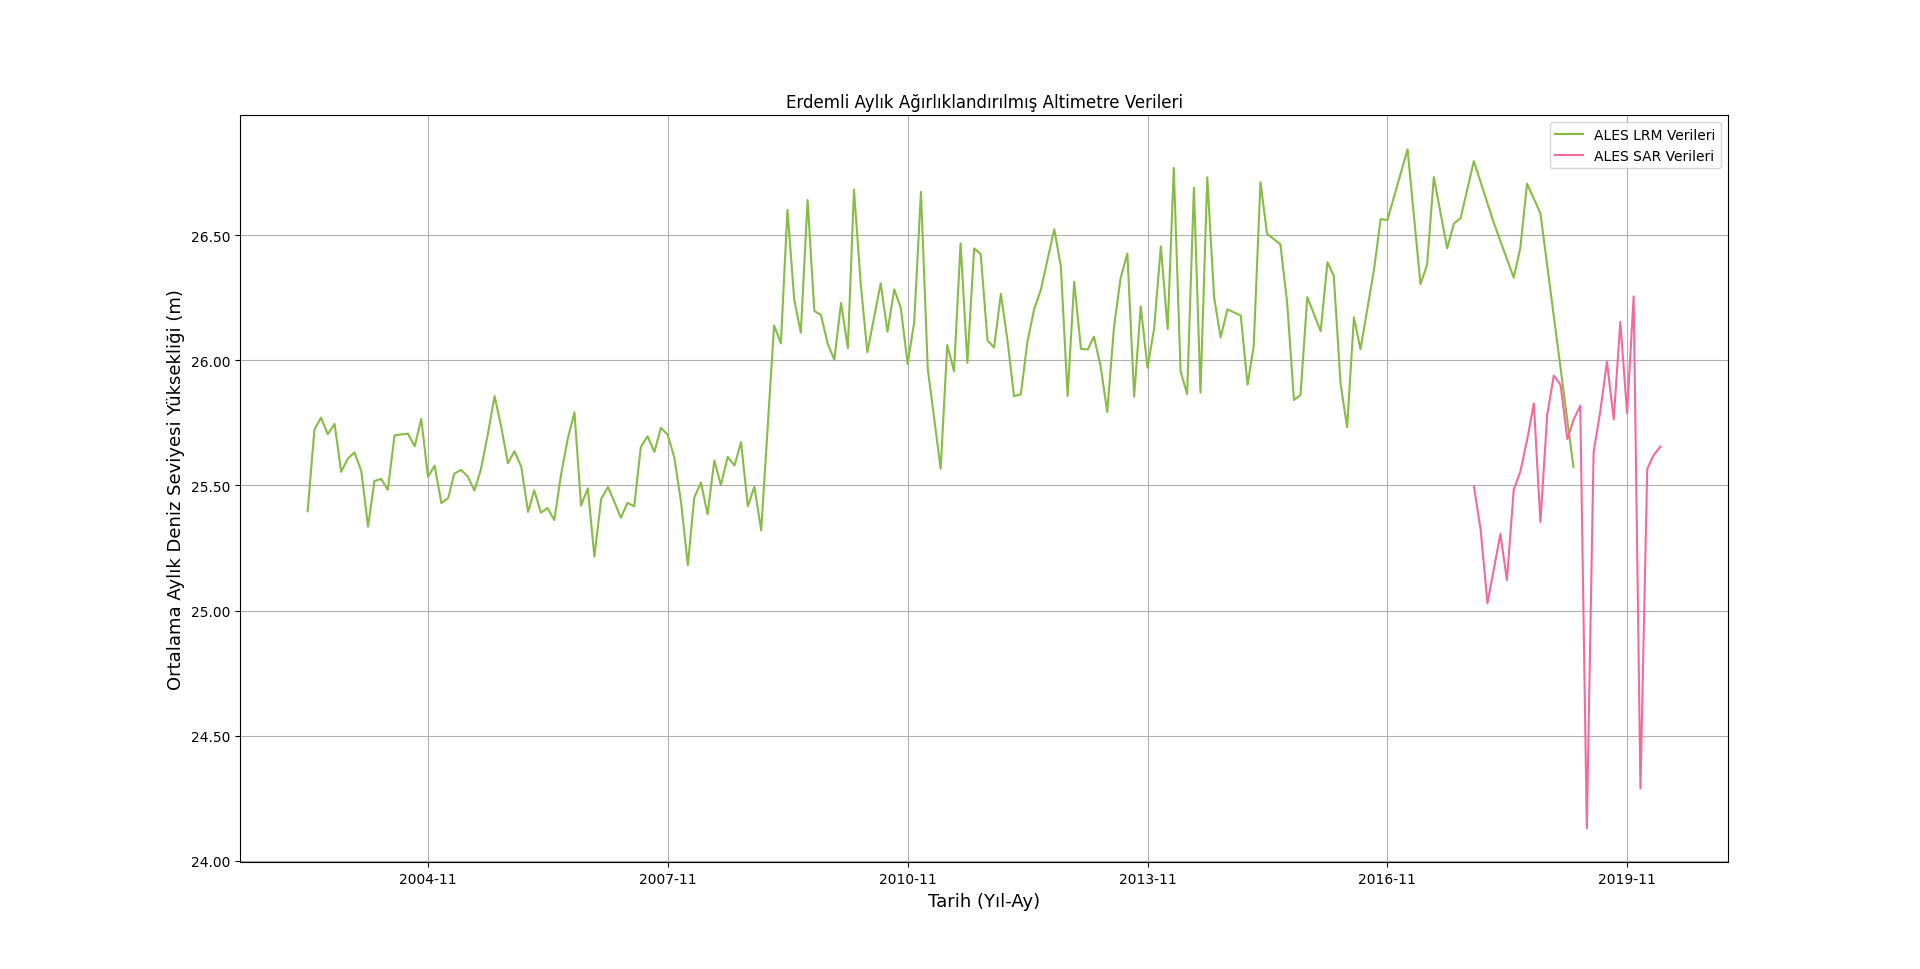 Erdemli Aylık Ağırlıklandırılmış Altimetre Verileri
ALES LRM Verileri
ALES SAR Verileri
Ortalama Aylık Deniz Seviyesi Yüksekliği (m)
26.50
26.00
25.50
25.00
24.50
24.00
2004-11 2007-11 2010-11 2013-11 2016-11 2019-11
Tarih (Yıl-Ay)